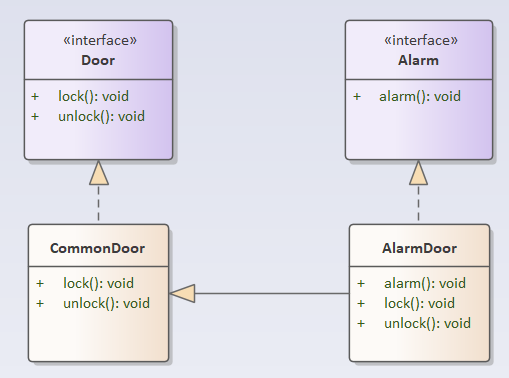 «interface»
Door
+ lock(): void
+ unlock(): void
«interface»
Alarm
+ alarm(): void
CommonDoor
+ lock(): void
+ unlock(): void
AlarmDoor
+ alarm(): void
+ lock(): void
+ unlock(): void